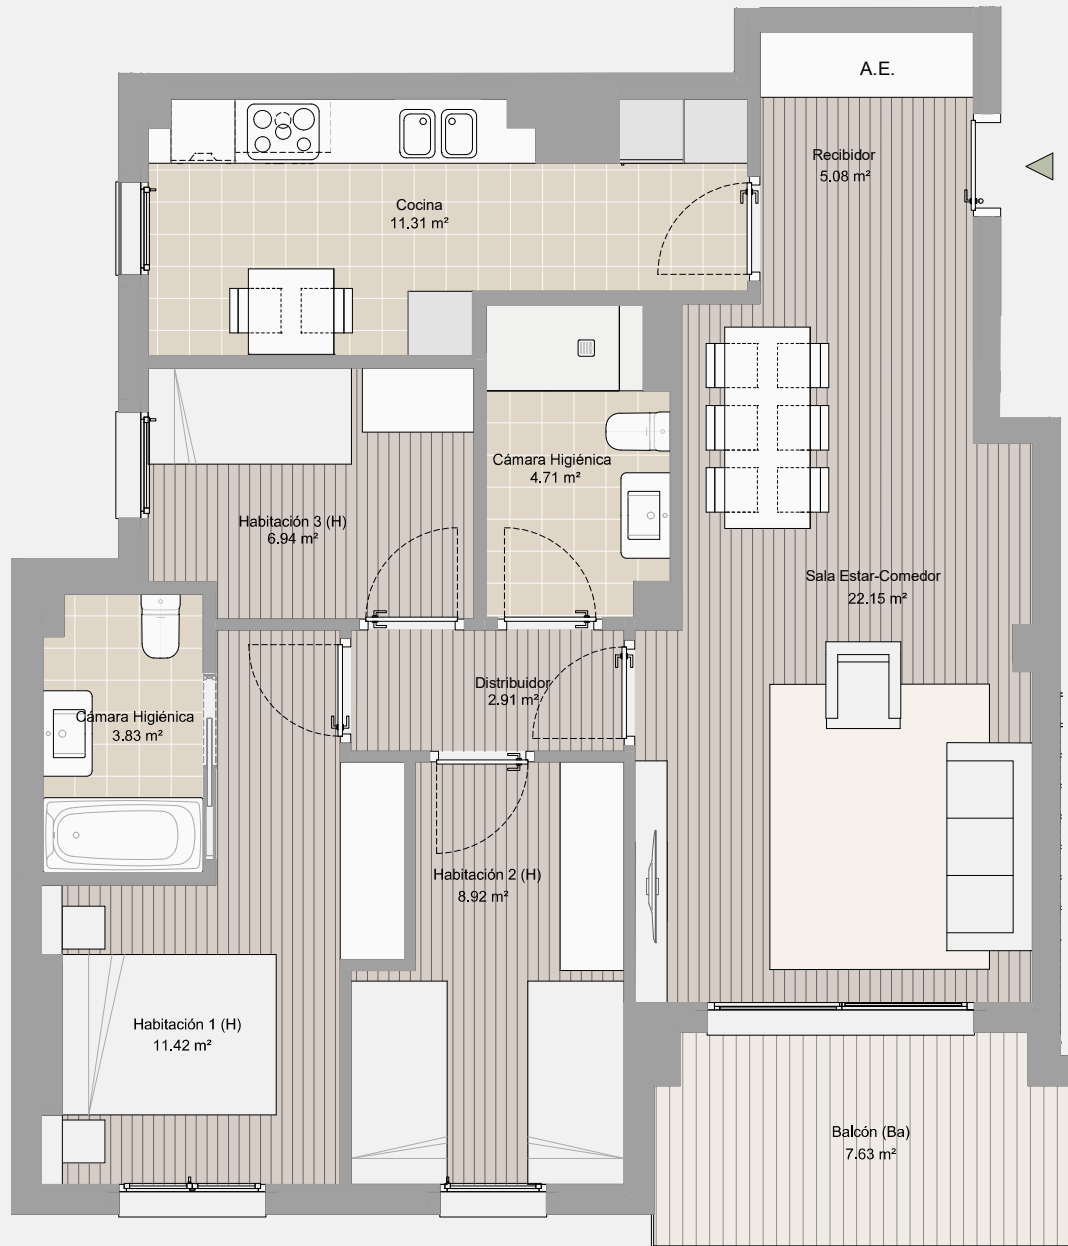 A.E.
Recibidor
5.08 m²
Cocina
11.31 m²
Cámara Higiénica
4.71 m²
Habitación 3 (H)
6.94 m²
Sala Estar-Comedor
22.15 m²
Distribuidor
2.91 m²
Cámara Higiénica
3.83 m²
Habitación 2 (H)
8.92 m²
Habitación 1 (H)
11.42 m²
Balcón (Ba)
7.63 m²